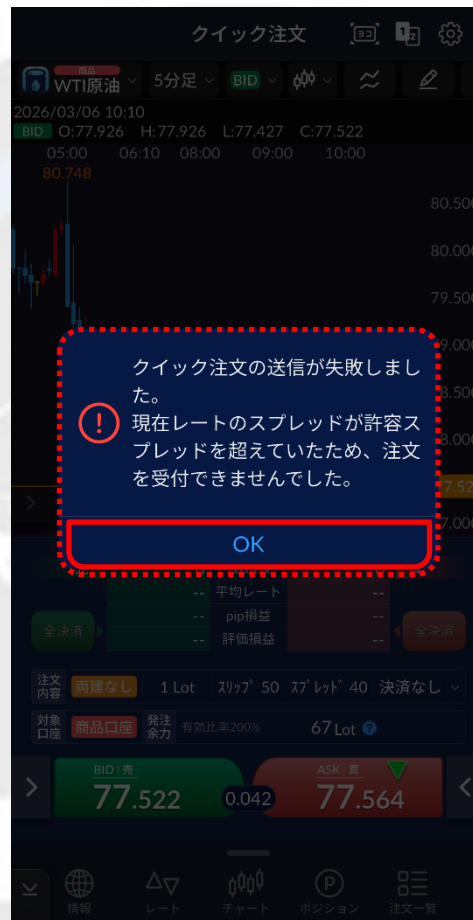 クイック注文
商品
WTI原油
5分足
BID
2026/03/06 10:10
BID O:77.926 H:77.926 L:77.427 C:77.522
05:00 06:10 08:00 09:00 10:00
80.748
80.500
80.000
79.500
クイック注文の送信が失敗しまし
た。
現在レートのスプレッドが許容ス
プレッドを超えていたため、注文
を受付できませんでした。
OK
-- 平均レート --
-- pip損益 --
-- 評価損益 --
全決済
全決済
注文内容 両建なし 1 Lot スリップ 50 スプレッド 40 決済なし
対象口座 商品口座 発注余力 有効比率200% 67 Lot
BID|売
ASK|買
77.522 0.042 77.564
情報 レート チャート ポジション 注文一覧